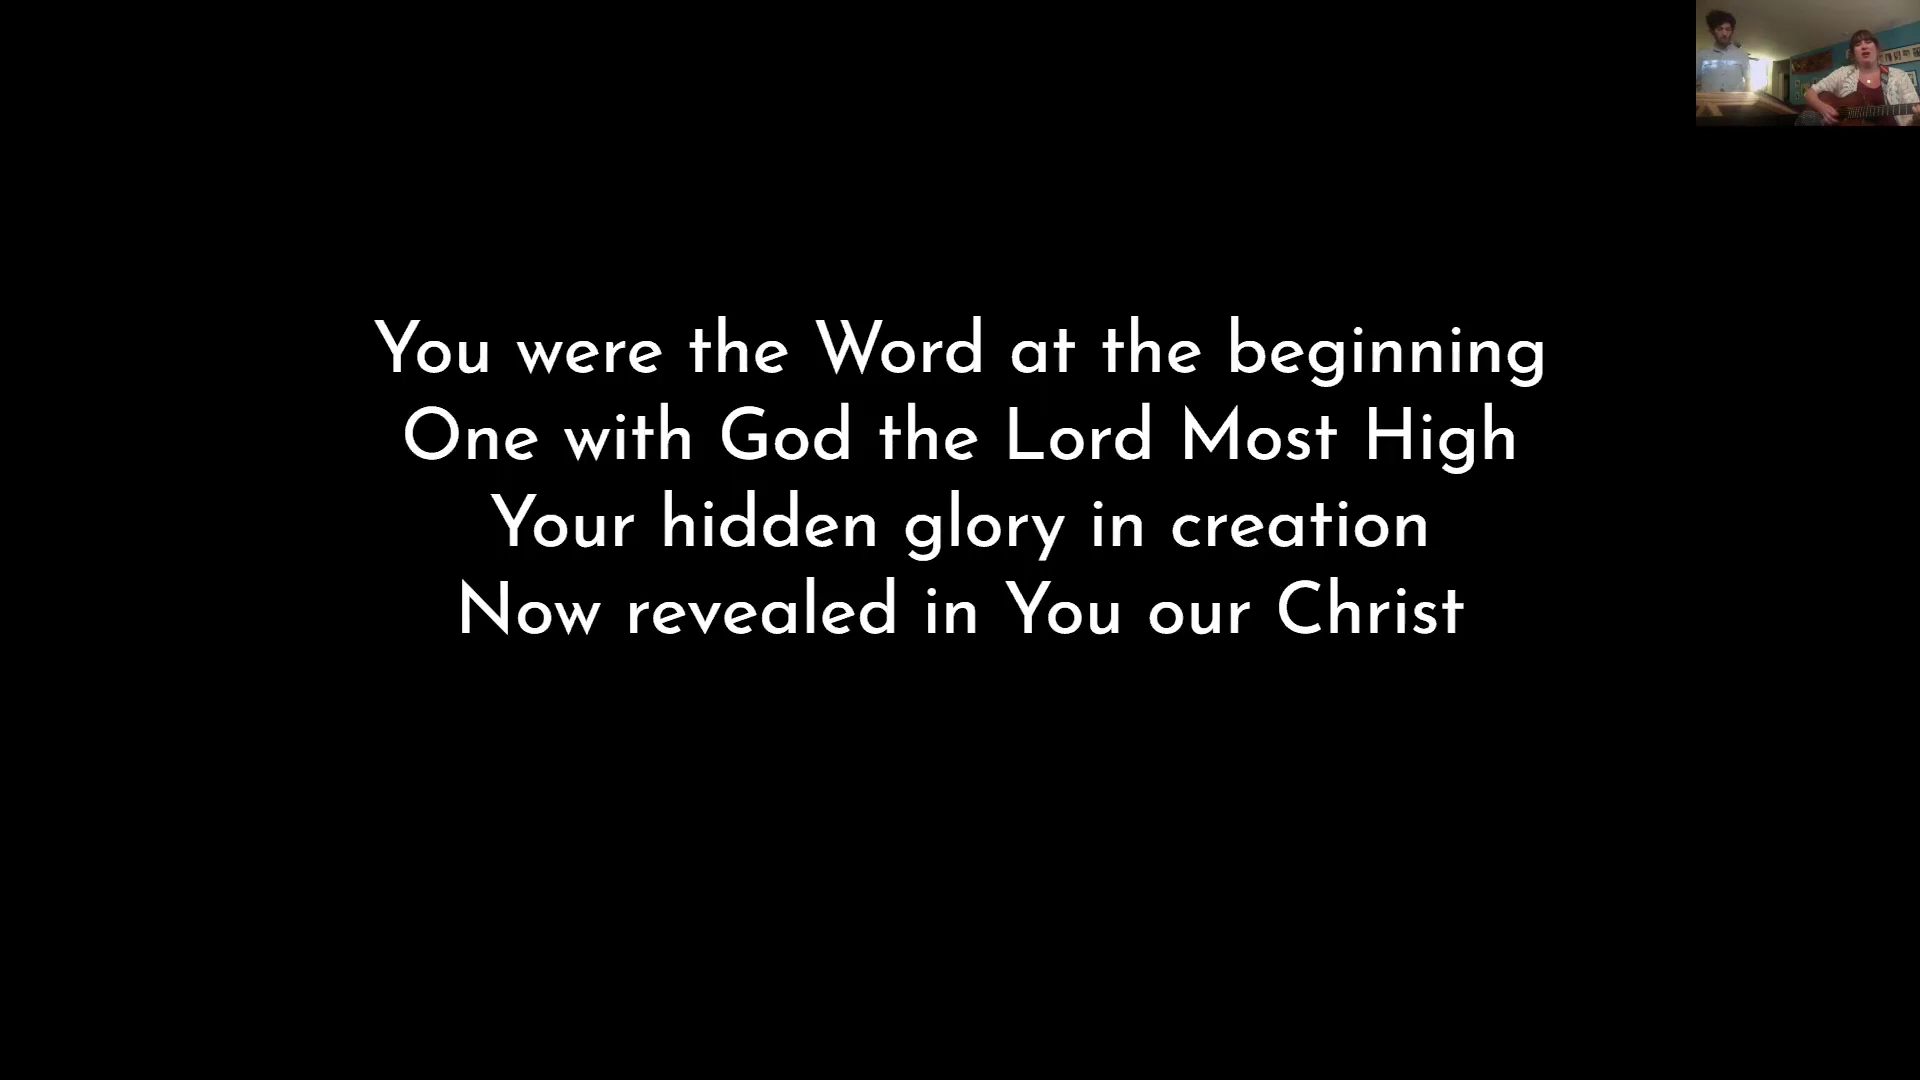 You were the Word at the beginning
One with God the Lord Most High
Your hidden glory in creation
Now revealed in You our Christ